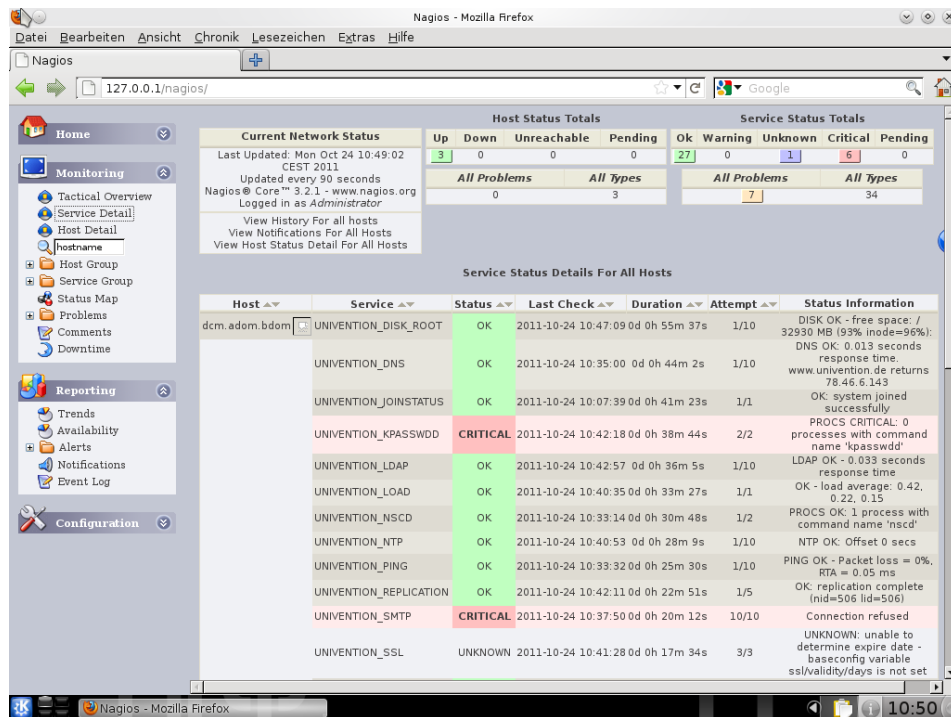 Nagios - Mozilla Firefox
Datei Bearbeiten Ansicht Chronik Lesezeichen Extras Hilfe
Nagios
127.0.0.1/nagios/
Google
Home
Monitoring
Tactical Overview
Service Detail
Host Detail
hostname
Host Group
Service Group
Status Map
Problems
Comments
Downtime
Reporting
Trends
Availability
Alerts
Notifications
Event Log
Configuration
Current Network Status
Last Updated: Mon Oct 24 10:49:02
CEST 2011
Updated every 90 seconds
Nagios® Core™ 3.2.1 - www.nagios.org
Logged in as Administrator
View History For all hosts
View Notifications For All Hosts
View Host Status Detail For All Hosts
Host Status Totals
Up Down Unreachable Pending
3 0 0 0
All Problems All Types
0 3
Service Status Totals
Ok Warning Unknown Critical Pending
27 0 1 6 0
All Problems All Types
7 34
Service Status Details For All Hosts
Host Service Status Last Check Duration Attempt Status Information
dcm.adom.bdom UNIVENTION_DISK_ROOT OK 2011-10-24 10:47:09 0d 0h 55m 37s 1/10 DISK OK - free space: /
32930 MB (93% inode=96%):
UNIVENTION_DNS OK 2011-10-24 10:35:00 0d 0h 44m 2s 1/10 DNS OK: 0.013 seconds
response time.
www.univention.de returns
78.46.6.143
UNIVENTION_JOINSTATUS OK 2011-10-24 10:07:39 0d 0h 41m 23s 1/1 OK: system joined
successfully
UNIVENTION_KPASSWDD CRITICAL 2011-10-24 10:42:18 0d 0h 38m 44s 2/2 PROCS CRITICAL: 0
processes with command
name 'kpasswdd'
UNIVENTION_LDAP OK 2011-10-24 10:42:57 0d 0h 36m 5s 1/10 LDAP OK - 0.033 seconds
response time
UNIVENTION_LOAD OK 2011-10-24 10:40:35 0d 0h 33m 27s 1/1 OK - load average: 0.42,
0.22, 0.15
UNIVENTION_NSCD OK 2011-10-24 10:33:14 0d 0h 30m 48s 1/2 PROCS OK: 1 process with
command name 'nscd'
UNIVENTION_NTP OK 2011-10-24 10:40:53 0d 0h 28m 9s 1/10 NTP OK: Offset 0 secs
UNIVENTION_PING OK 2011-10-24 10:33:32 0d 0h 25m 30s 1/10 PING OK - Packet loss = 0%,
RTA = 0.05 ms
UNIVENTION_REPLICATION OK 2011-10-24 10:42:11 0d 0h 22m 51s 1/5 OK: replication complete
(nid=506 lid=506)
UNIVENTION_SMTP CRITICAL 2011-10-24 10:37:50 0d 0h 20m 12s 10/10 Connection refused
UNIVENTION_SSL UNKNOWN 2011-10-24 10:41:28 0d 0h 17m 34s 3/3 UNKNOWN: unable to
determine expire date -
baseconfig variable
ssl/validity/days is not set
Nagios - Mozilla Firefox
10:50